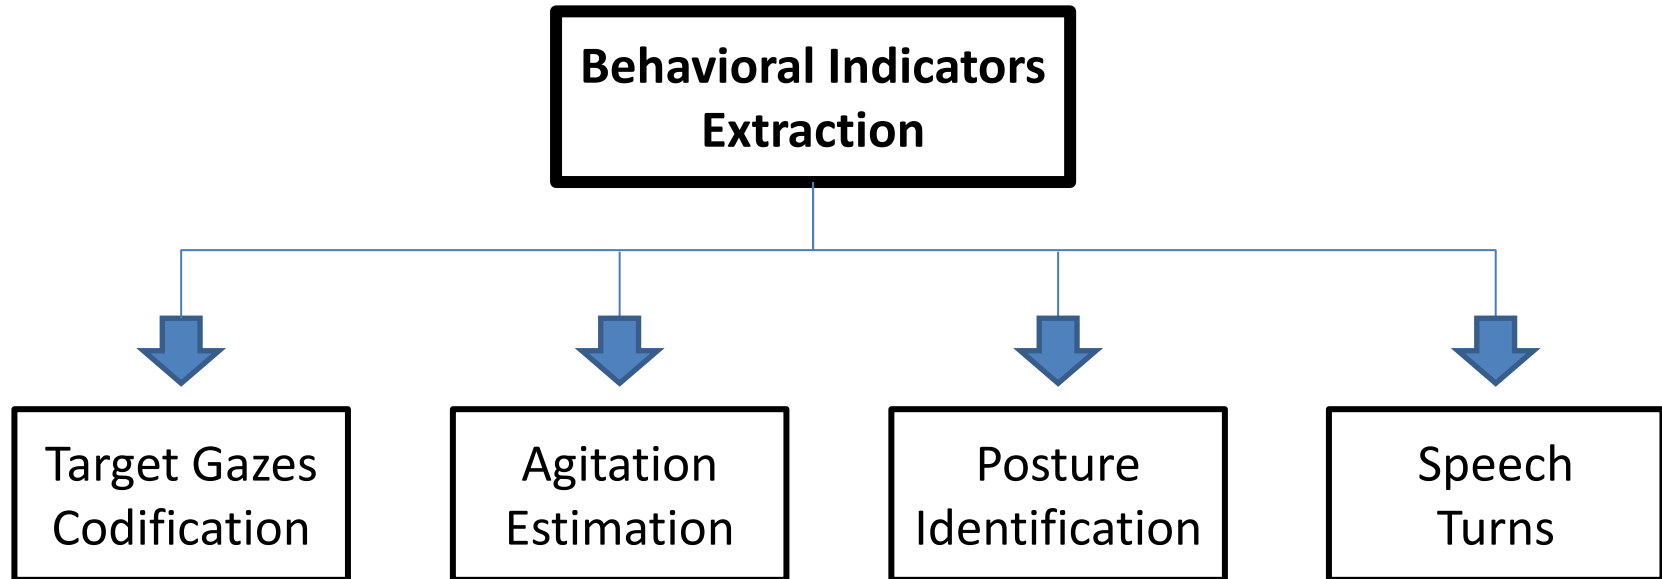 Behavioral Indicators
Extraction
Target Gazes
Codification
Agitation
Estimation
Posture
Identification
Speech
Turns